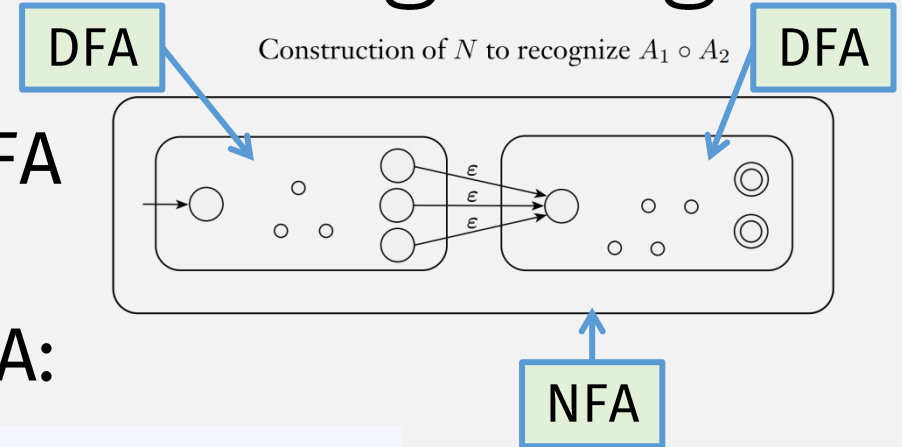 DFA
Construction of N to recognize A₁ ∘ A₂
DFA
FA
ε
ε
ε
A:
NFA